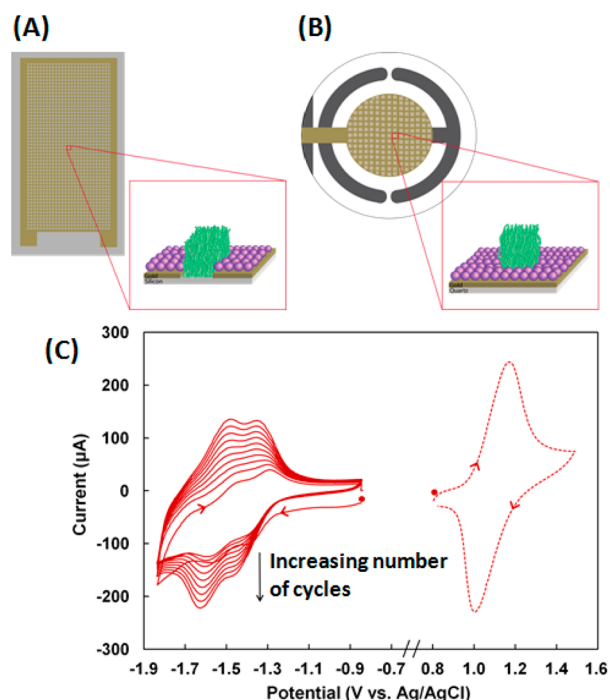 (A)
(B)
Gold
Silicon
Gold
Quartz
(C)
300
200
100
0
-100
-200
-300
Current (µA)
Increasing number
of cycles
-1.9 -1.7 -1.5 -1.3 -1.1 -0.9 -0.7 // 0.8 1.0 1.2 1.4 1.6
Potential (V vs. Ag/AgCl)